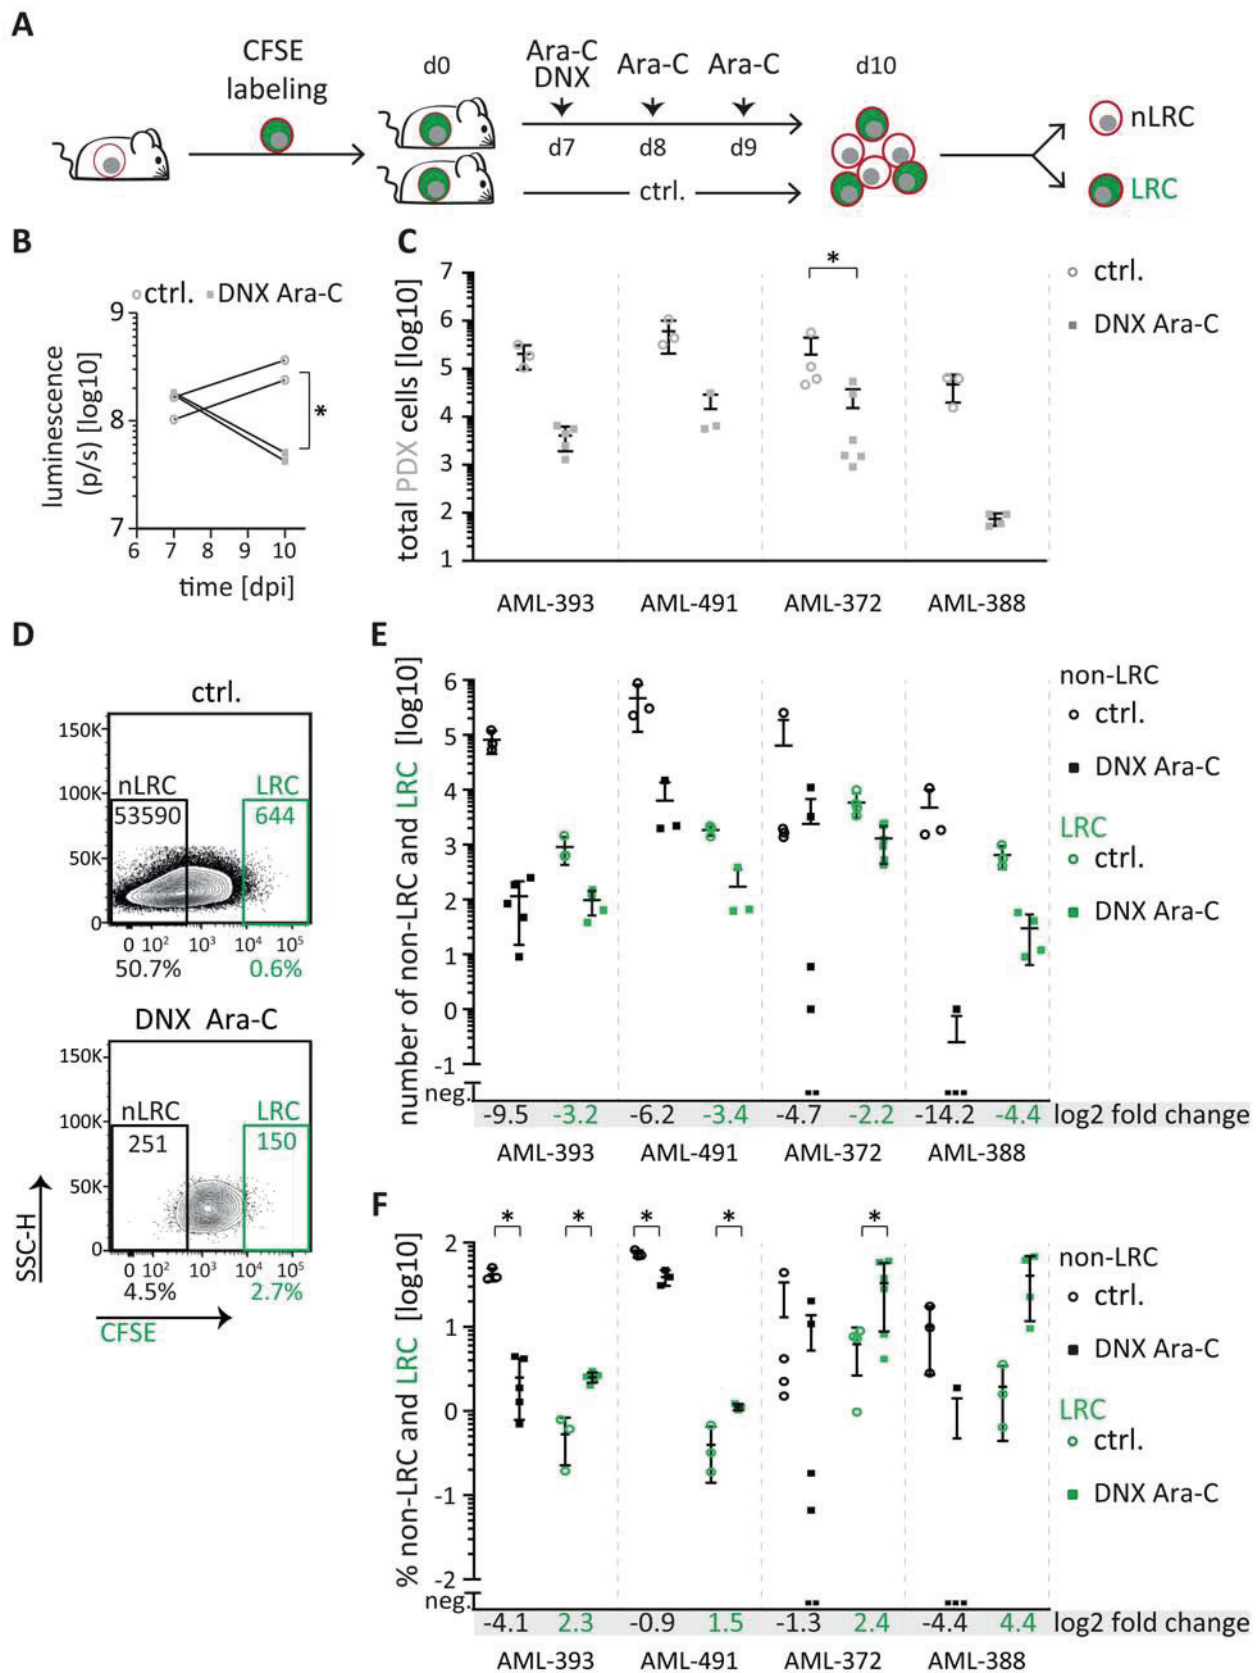 A
CFSE
labeling
d0
Ara-C
DNX
Ara-C
Ara-C
d7
d8
d9
ctrl.
d10
nLRC
LRC
B
ctrl.
DNX Ara-C
luminescence
(p/s) [log10]
9
8
7
*
6 7 8 9 10
time [dpi]
C
total PDX cells [log10]
7
6
5
4
3
2
1
*
ctrl.
DNX Ara-C
AML-393 AML-491 AML-372 AML-388
D
ctrl.
150K
100K
50K
0
nLRC
53590
LRC
644
0 10² 10³ 10⁴ 10⁵
50.7% 0.6%
DNX Ara-C
150K
100K
50K
0
nLRC
251
LRC
150
0 10² 10³ 10⁴ 10⁵
4.5% 2.7%
SSC-H
CFSE
E
number of non-LRC and LRC [log10]
6
5
4
3
2
1
0
-1
neg.
-9.5 -3.2 -6.2 -3.4 -4.7 -2.2 -14.2 -4.4 log2 fold change
AML-393 AML-491 AML-372 AML-388
non-LRC
ctrl.
DNX Ara-C
LRC
ctrl.
DNX Ara-C
F
% non-LRC and LRC [log10]
2
1
0
-1
-2
neg.
* * * * *
-4.1 2.3 -0.9 1.5 -1.3 2.4 -4.4 4.4 log2 fold change
AML-393 AML-491 AML-372 AML-388
non-LRC
ctrl.
DNX Ara-C
LRC
ctrl.
DNX Ara-C